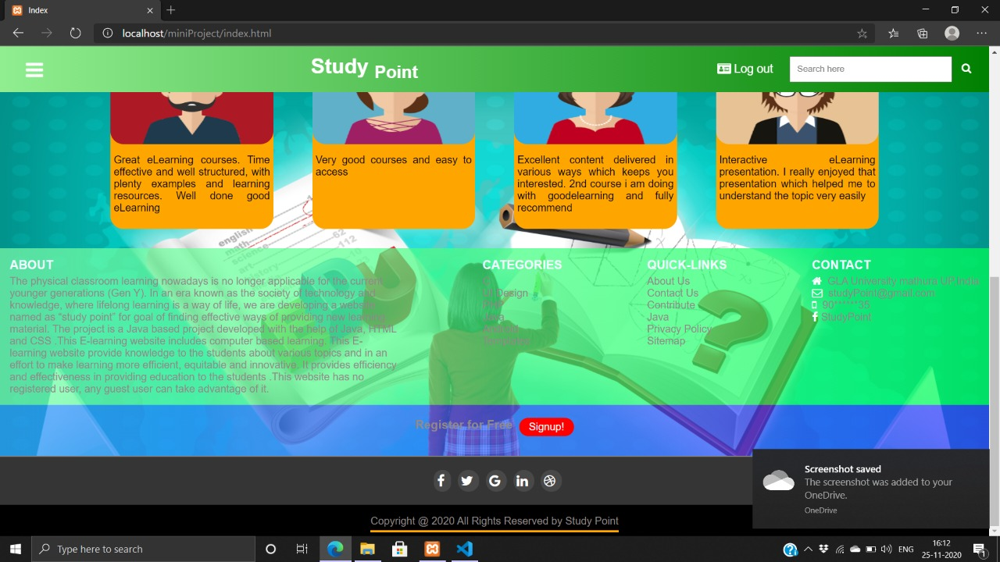 Index
localhost/miniProject/index.html
Study Point
Log out
Search here
Great eLearning courses. Time
effective and well structured, with
plenty examples and learning
resources. Well done good
eLearning
Very good courses and easy to
access
Excellent content delivered in
various ways which keeps you
interested. 2nd course i am doing
with goodelearning and fully
recommend
Interactive eLearning
presentation. I really enjoyed that
presentation which helped me to
understand the topic very easily
english
math
science
62
112
ABOUT
The physical classroom learning nowadays is no longer applicable for the current
younger generations (Gen Y). In an era known as the society of technology and
knowledge, where lifelong learning is a way of life, we are developing a website
named as “study point” for goal of finding effective ways of providing new learning
material. The project is a Java based project developed with the help of Java, HTML
and CSS .This E-learning website includes computer based learning. This E-
learning website provide knowledge to the students about various topics and in an
effort to make learning more efficient, equitable and innovative. It provides efficiency
and effectiveness in providing education to the students .This website has no
registered user, any guest user can take advantage of it.
CATEGORIES
UI Design
Java
Android
Templates
QUICK-LINKS
About Us
Contact Us
Contribute
Java
Privacy Policy
Sitemap
CONTACT
GLA University mathura UP,India
studyPoint@gmail.com
90******35
StudyPoint
Register for Free Signup!
Copyright @ 2020 All Rights Reserved by Study Point
Screenshot saved
The screenshot was added to your
OneDrive.
OneDrive
Type here to search
ENG
16:12
25-11-2020
1